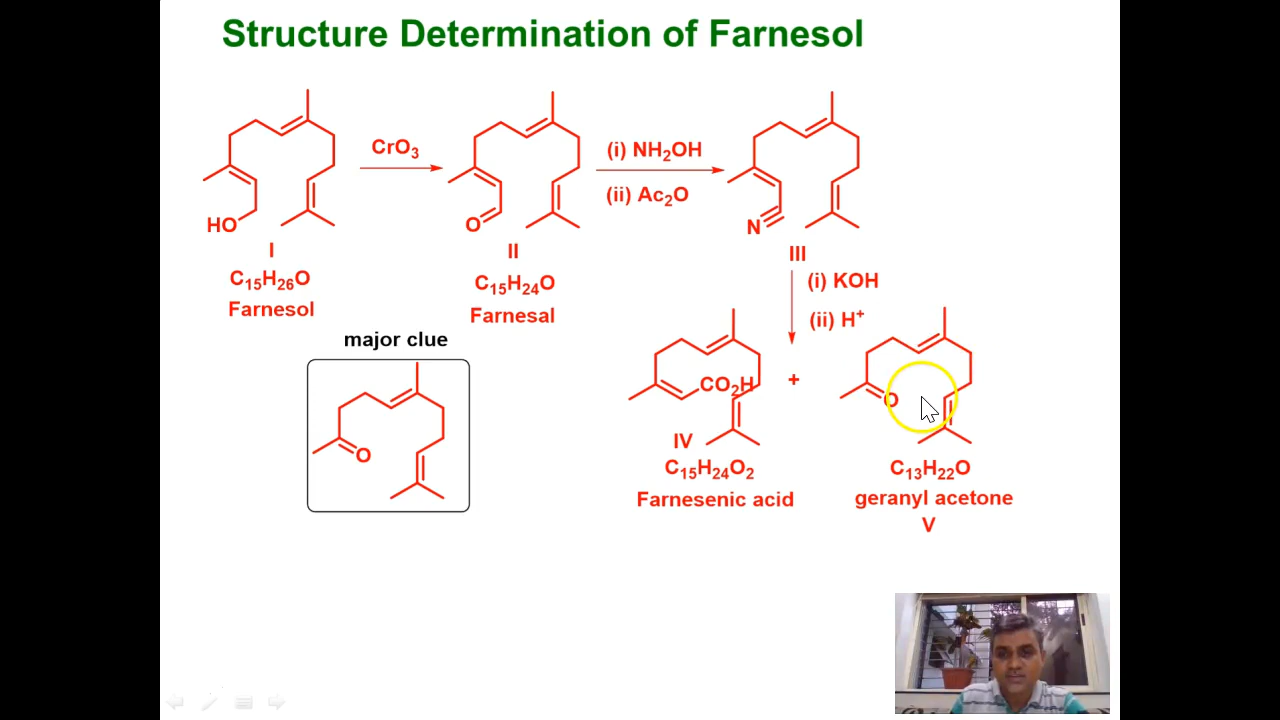 Structure Determination of Farnesol
CrO3
(i) NH2OH
(ii) Ac2O
HO
O
N
I
II
III
C15H26O
C15H24O
Farnesol
Farnesal
(i) KOH
(ii) H+
major clue
O
CO2H
+
O
IV
C15H24O2
C13H22O
Farnesenic acid
geranyl acetone
V